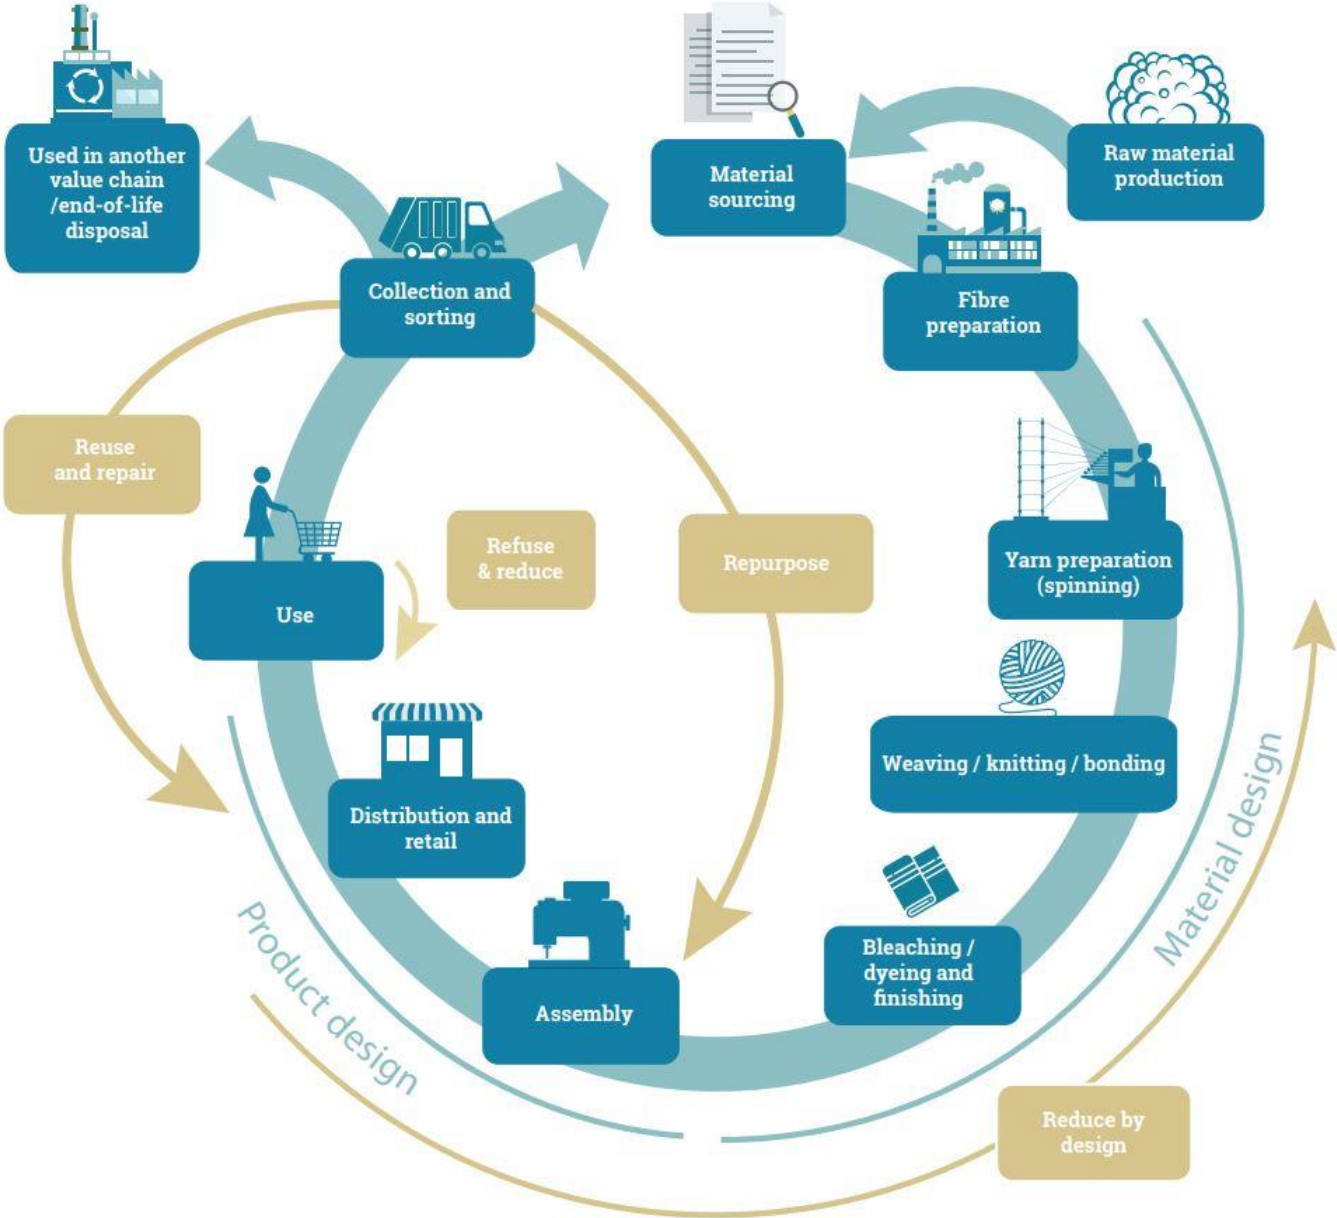 Used in another
value chain
/end-of-life
disposal
Material
sourcing
Raw material
production
Collection and
sorting
Fibre
preparation
Reuse
and repair
Refuse
& reduce
Repurpose
Yarn preparation
(spinning)
Use
Weaving / knitting / bonding
Distribution and
retail
Bleaching /
dyeing and
finishing
Assembly
Product design
Material design
Reduce by
design